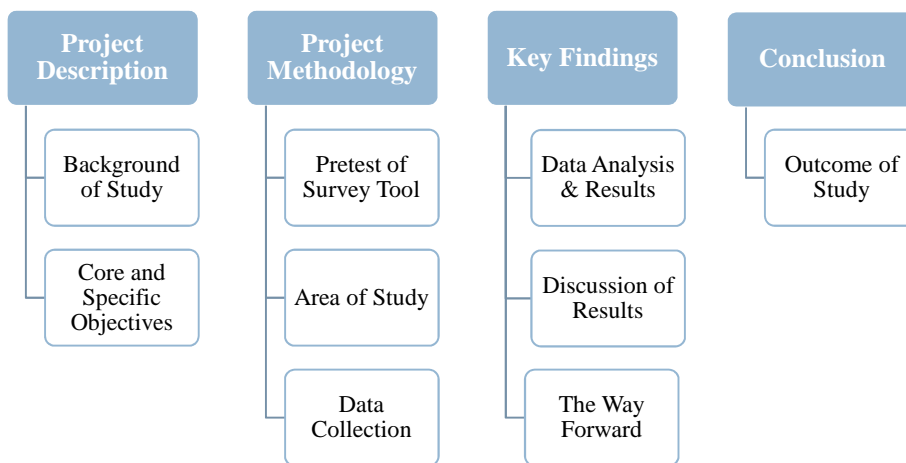 Project
Description
Background
of Study
Core and
Specific
Objectives
Project
Methodology
Pretest of
Survey Tool
Area of Study
Data
Collection
Key Findings
Data Analysis
& Results
Discussion of
Results
The Way
Forward
Conclusion
Outcome of
Study